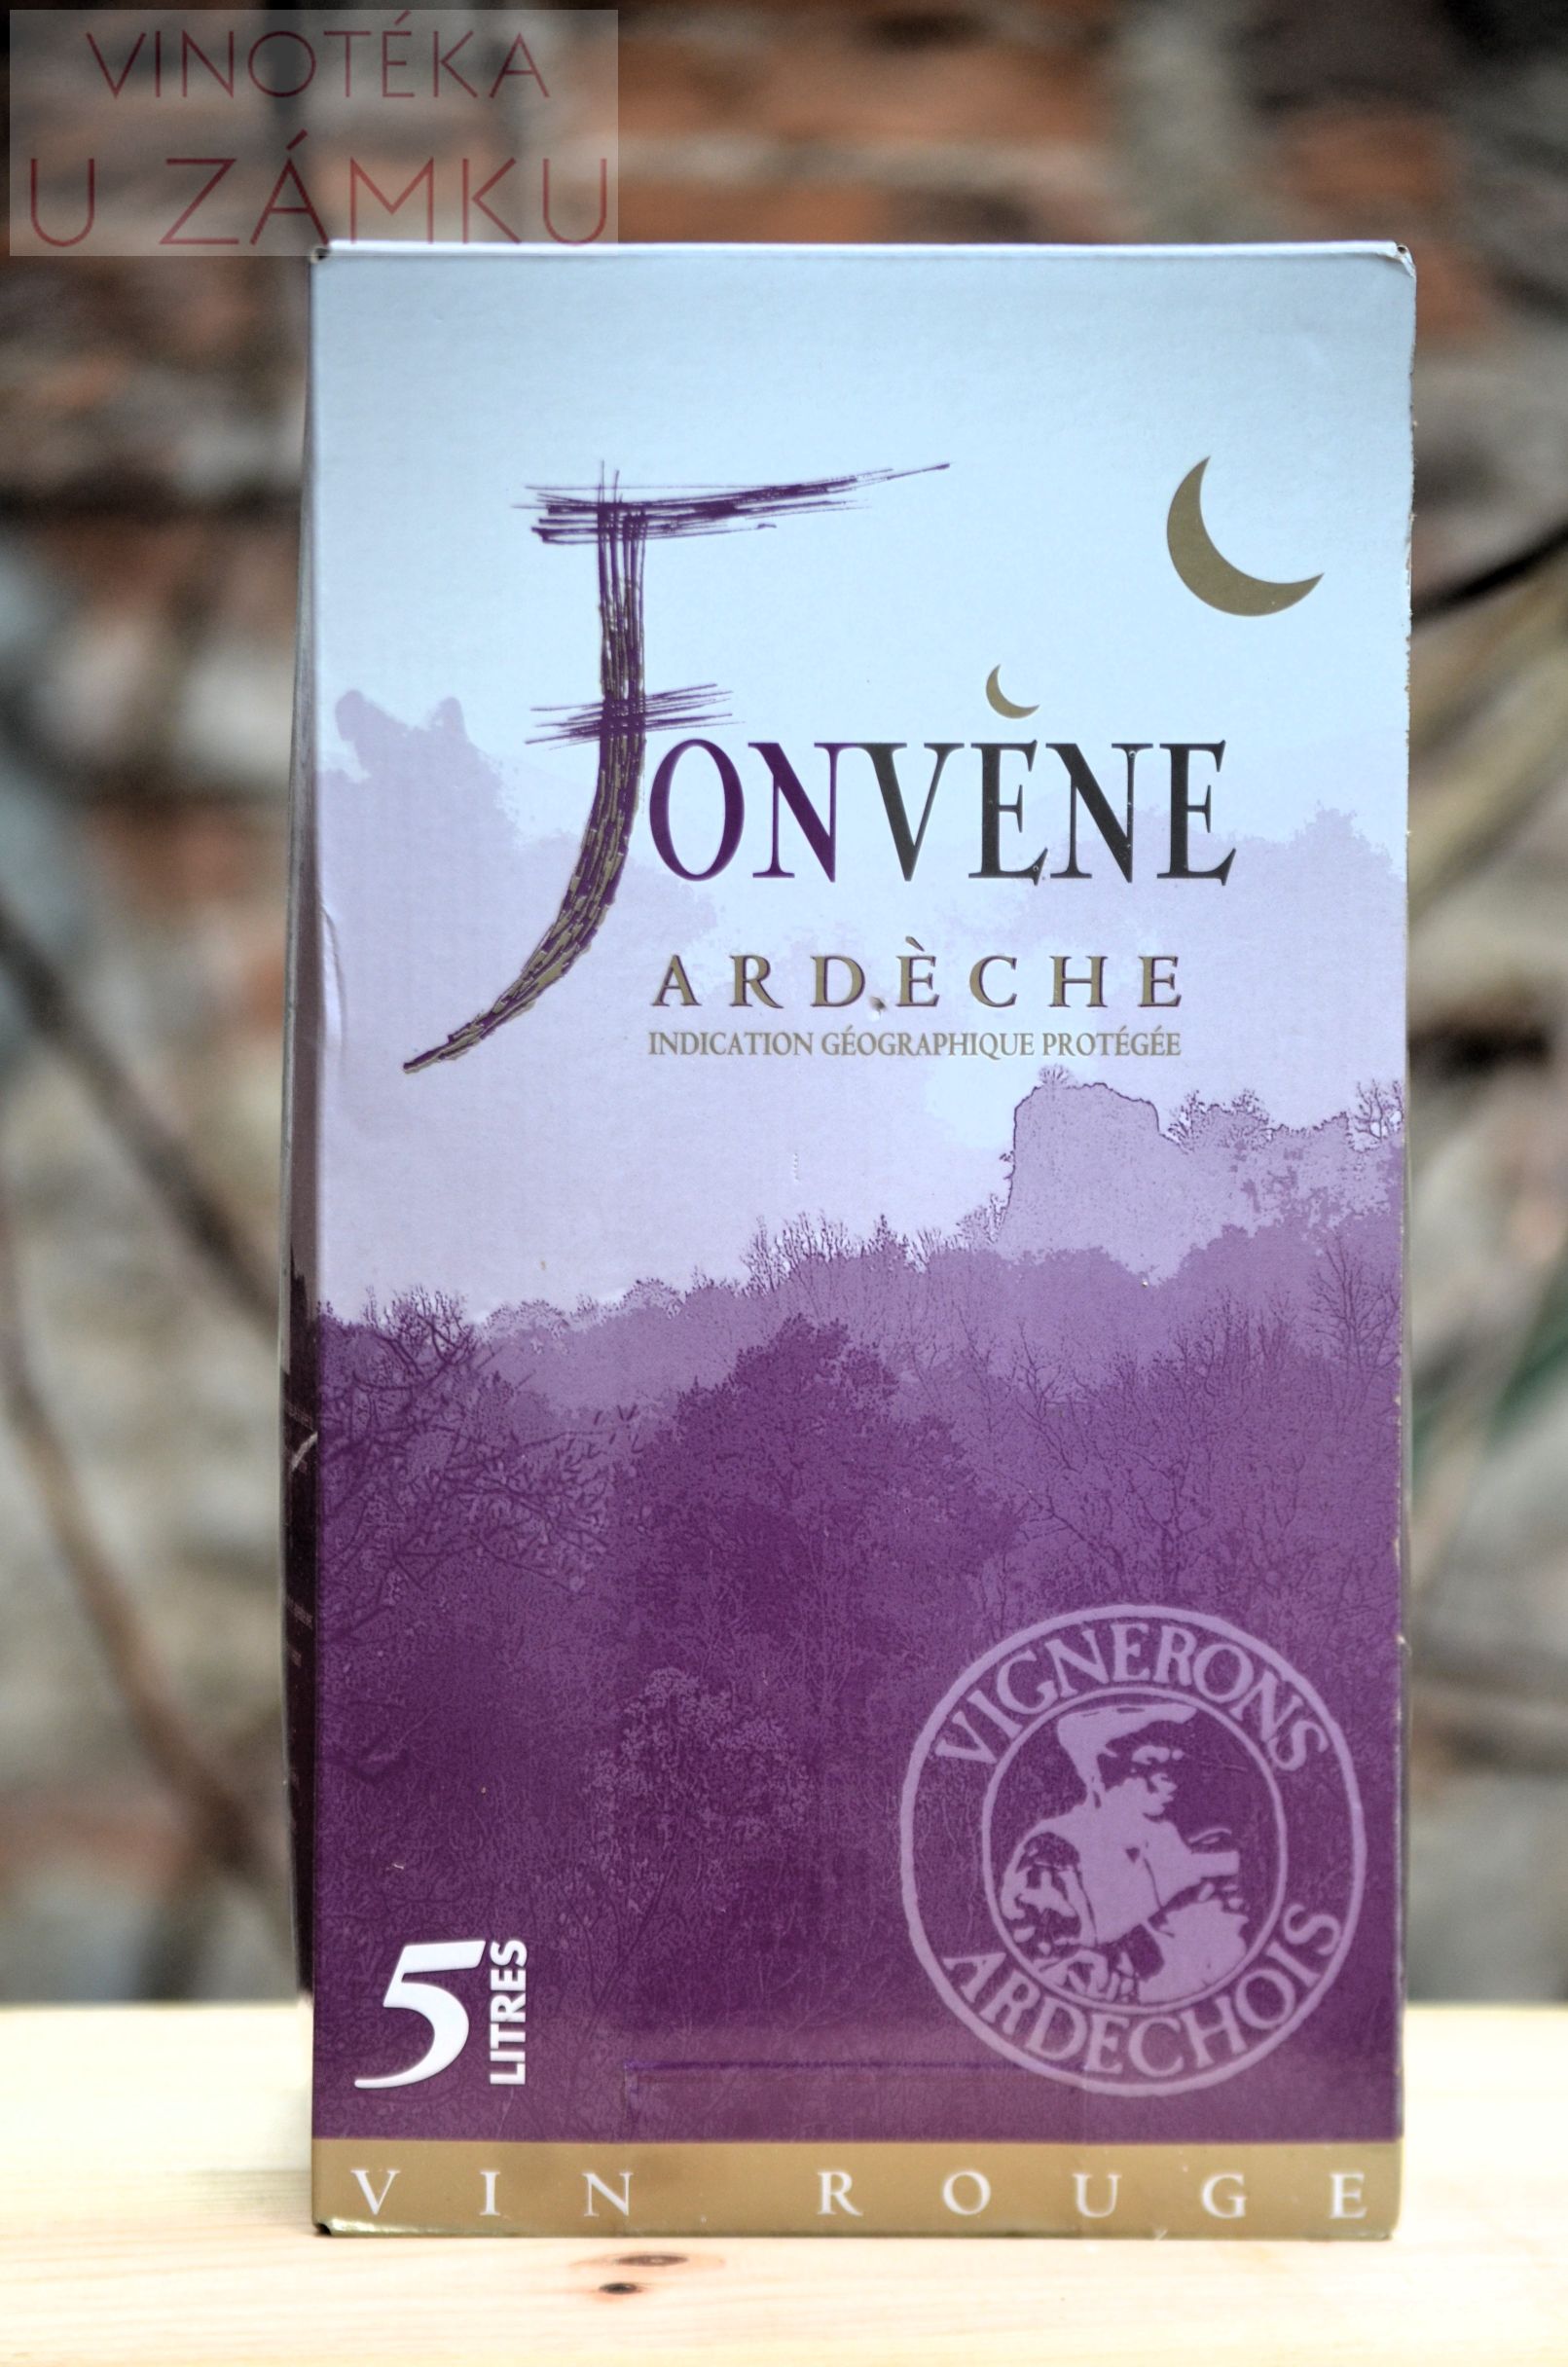 VINOTÉKA
U ZÁMKU
FONVÈNE
ARDÈCHE
INDICATION GÉOGRAPHIQUE PROTÉGÉE
VIGNERONS
ARDECHOIS
5 LITRES
VIN ROUGE